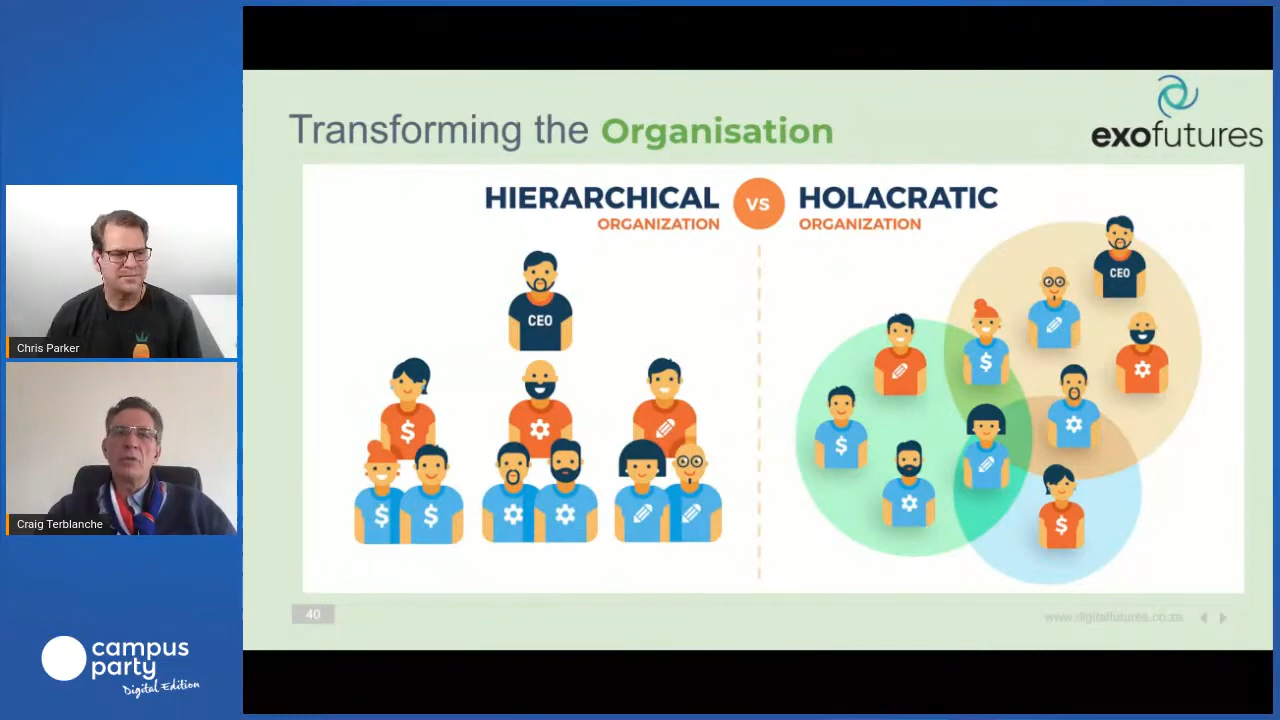 Transforming the Organisation
exofutures
HIERARCHICAL
ORGANIZATION
VS
HOLACRATIC
ORGANIZATION
CEO
$
$
$
CEO
$
$
$
40
www.digitalfutures.co.za
Chris Parker
Craig Terblanche
campus
party
Digital Edition